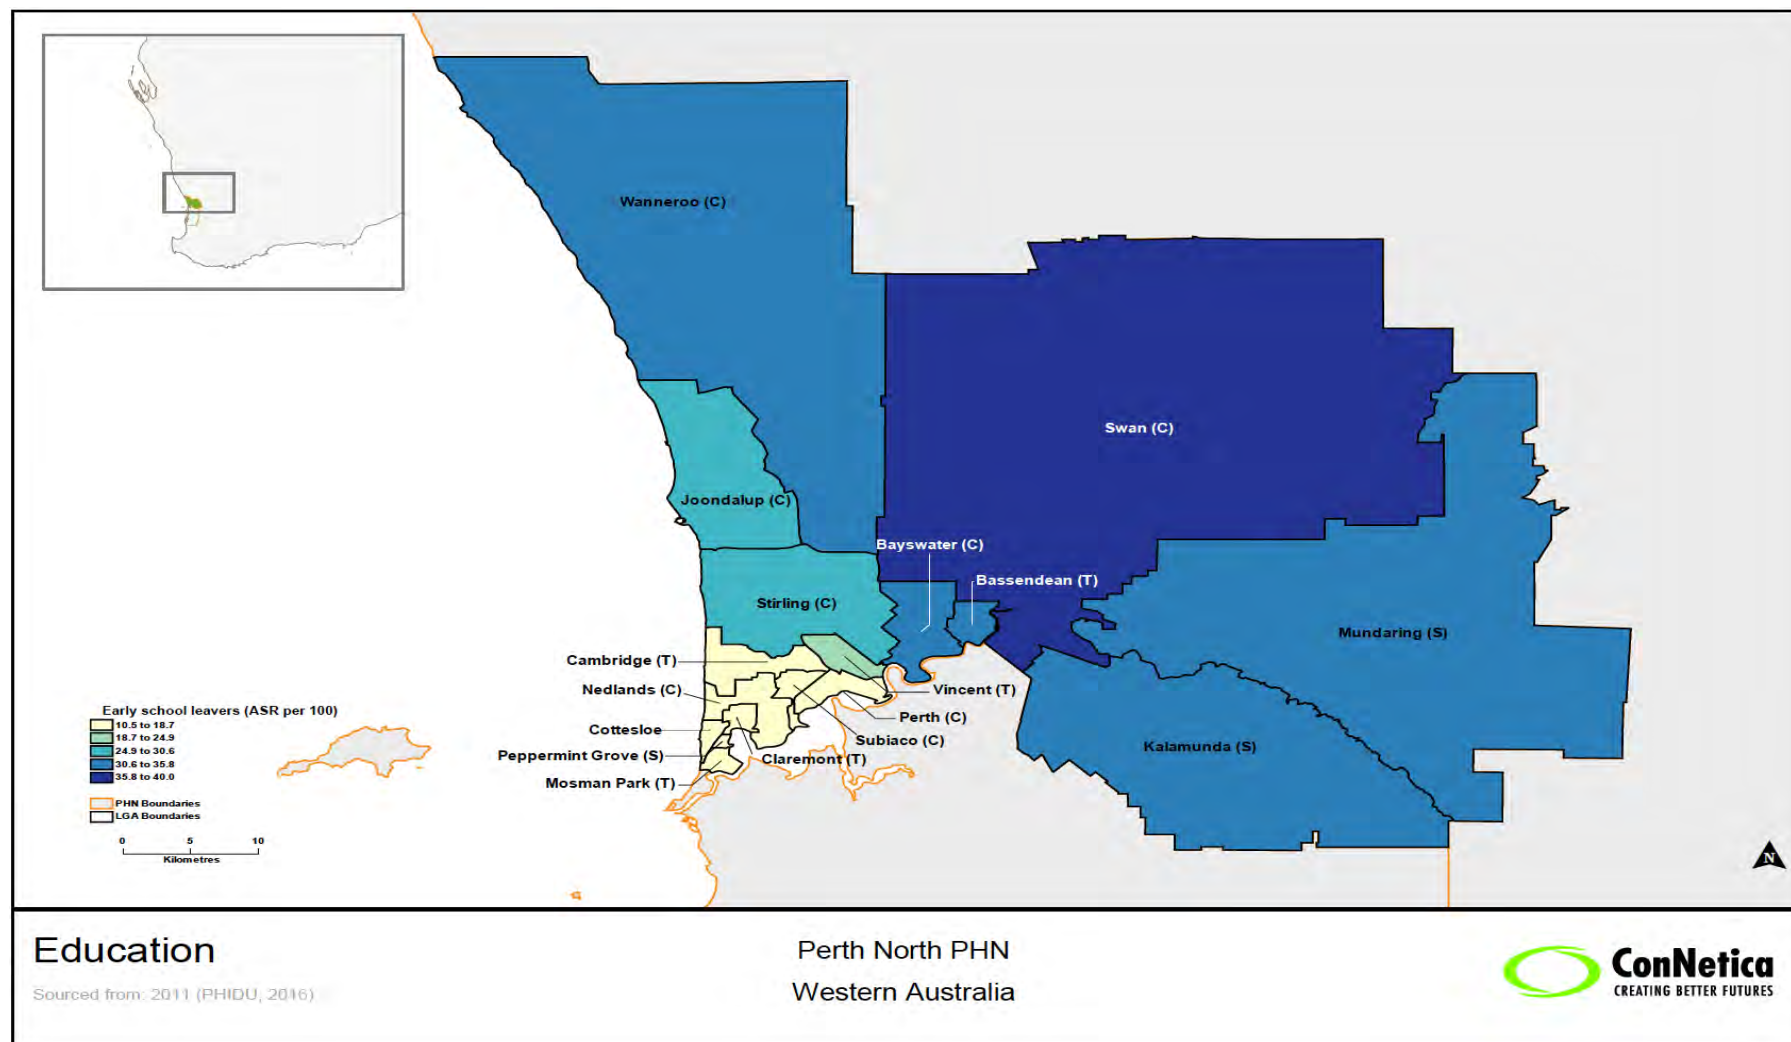 Wanneroo (C)
Swan (C)
Joondalup (C)
Bayswater (C)
Bassendean (T)
Stirling (C)
Mundaring (S)
Cambridge (T)
Nedlands (C)
Vincent (T)
Perth (C)
Cottesloe
Subiaco (C)
Peppermint Grove (S)
Claremont (T)
Kalamunda (S)
Mosman Park (T)
Early school leavers (ASR per 100)
10.5 to 18.7
18.7 to 24.9
24.9 to 30.6
30.6 to 35.8
35.8 to 40.0
PHN Boundaries
LGA Boundaries
0 5 10
Kilometres
N
Education
Sourced from: 2011 (PHIDU, 2016)
Perth North PHN
Western Australia
ConNetica
CREATING BETTER FUTURES